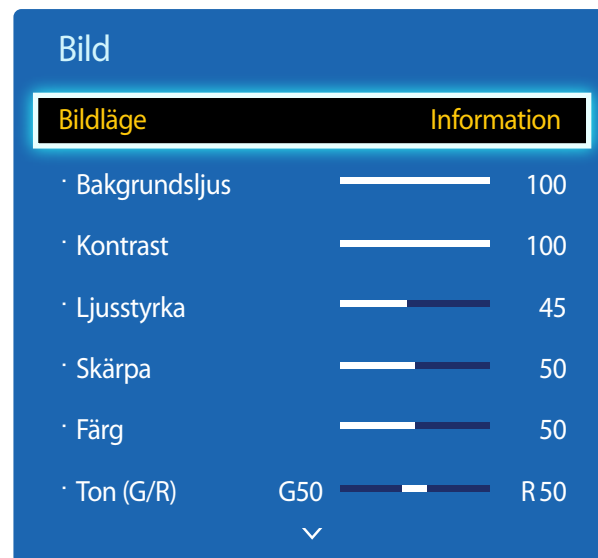 Bild
Bildläge Information
· Bakgrundsljus 100
· Kontrast 100
· Ljusstyrka 45
· Skärpa 50
· Färg 50
· Ton (G/R) G50 R50